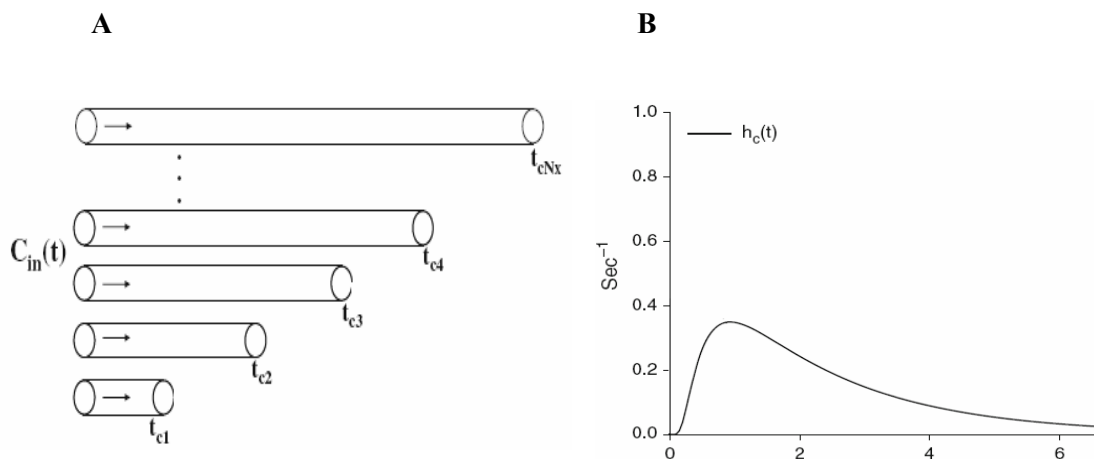 A
B
t_cNx
C_in(t)
t_c4
t_c3
t_c2
t_c1
1.0
h_c(t)
0.8
0.6
Sec⁻¹
0.4
0.2
0.0
0 2 4 6